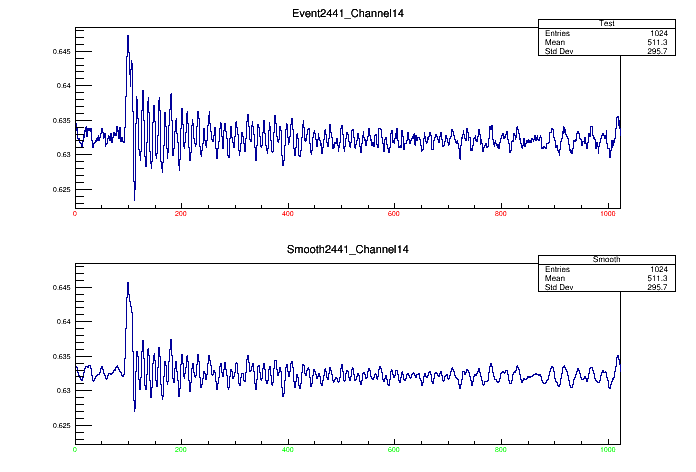 Event2441_Channel14
Test
Entries 1024
Mean 511.3
Std Dev 295.7
0.645
0.64
0.635
0.63
0.625
0 200 400 600 800 1000
Smooth2441_Channel14
Smooth
Entries 1024
Mean 511.3
Std Dev 295.7
0.645
0.64
0.635
0.63
0.625
0 200 400 600 800 1000